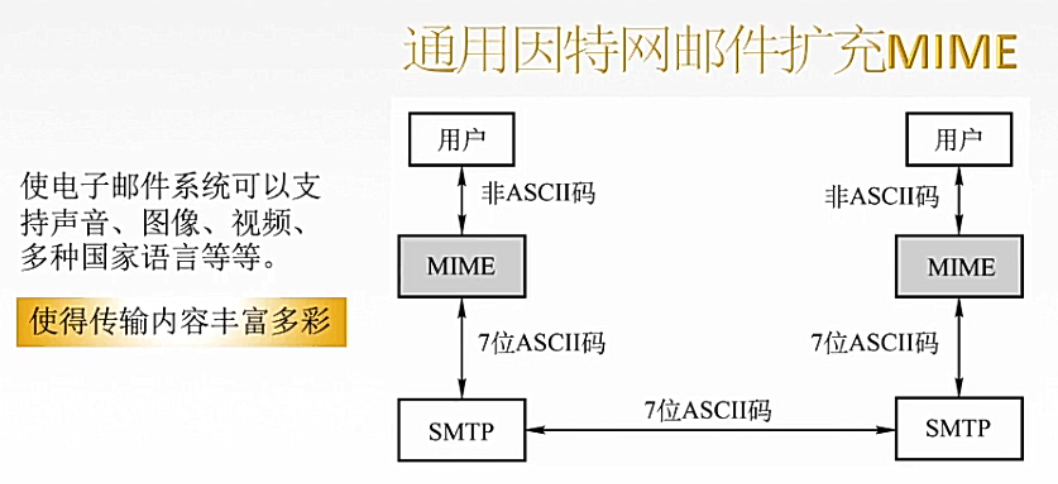 通用因特网邮件扩充MIME
使电子邮件系统可以支
持声音、图像、视频、
多种国家语言等等。
使得传输内容丰富多彩
用户
用户
非ASCII码
非ASCII码
MIME
MIME
7位ASCII码
7位ASCII码
7位ASCII码
SMTP
SMTP